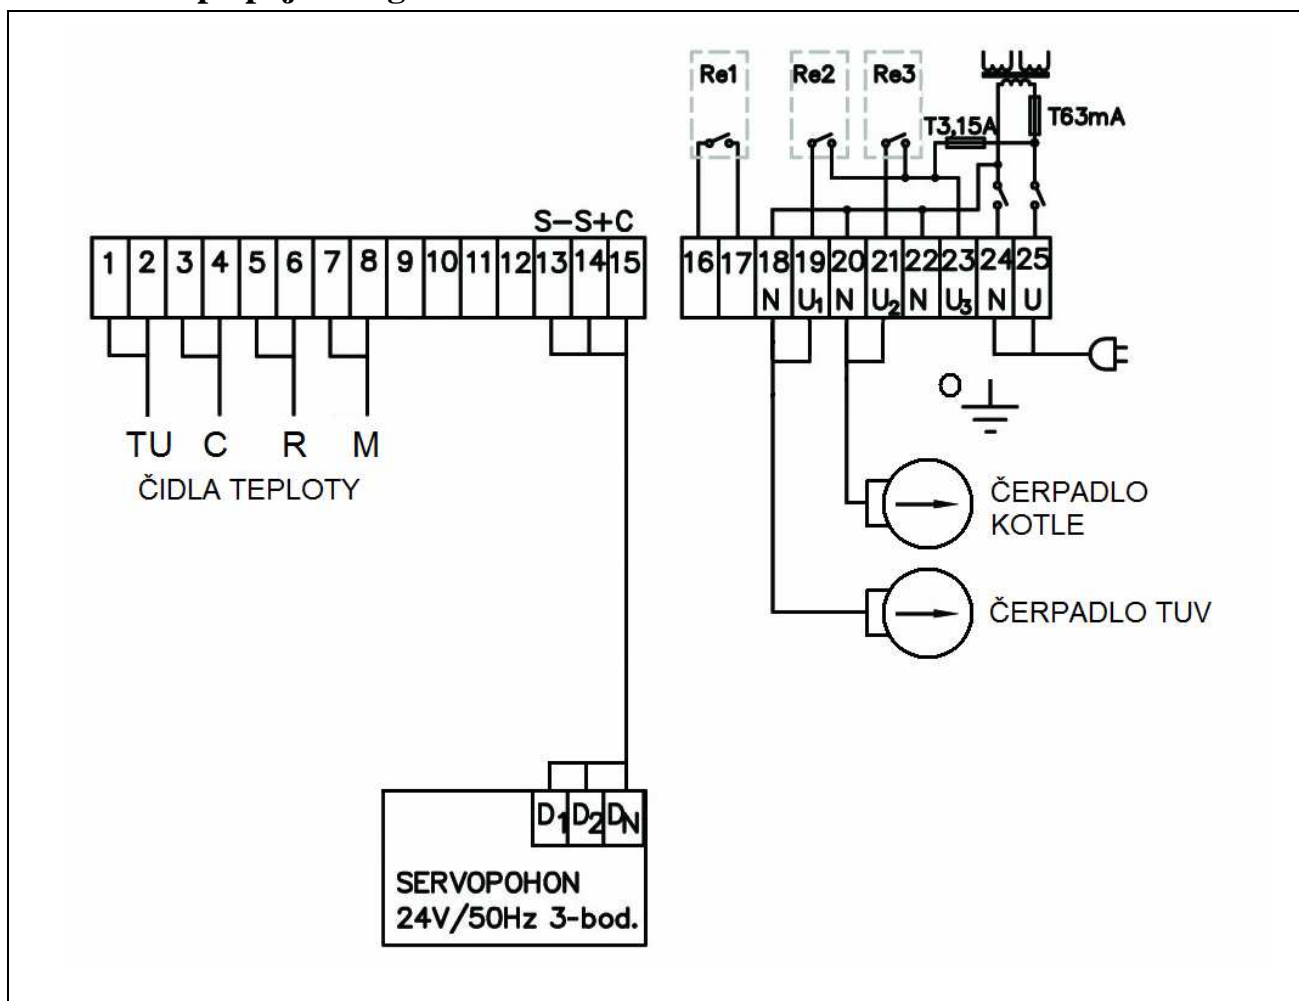 Re1 Re2 Re3
T3,15A T63mA
S-S+C
1 2 3 4 5 6 7 8 9 10 11 12 13 14 15
16 17 18 19 20 21 22 23 24 25
N U1 N U2 N U3 N U
TU C R M
ČIDLA TEPLOTY
O
ČERPADLO
KOTLE
ČERPADLO TUV
D1 D2 DN
SERVOPOHON
24V/50Hz 3-bod.